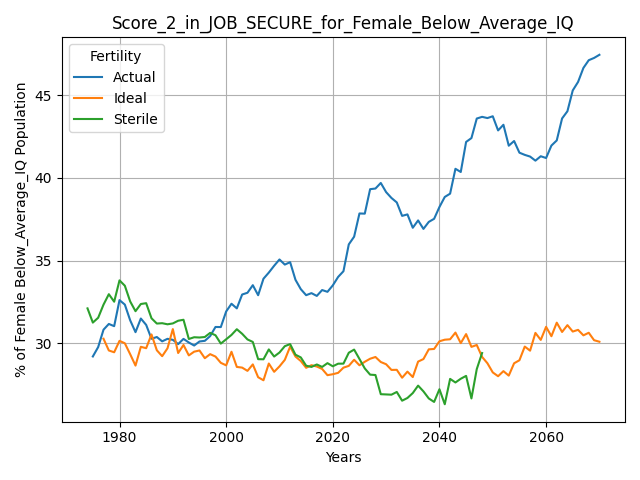 Score_2_in_JOB_SECURE_for_Female_Below_Average_IQ
Fertility
Actual
Ideal
Sterile
% of Female Below_Average_IQ Population
45
40
35
30
1980
2000
2020
2040
2060
Years